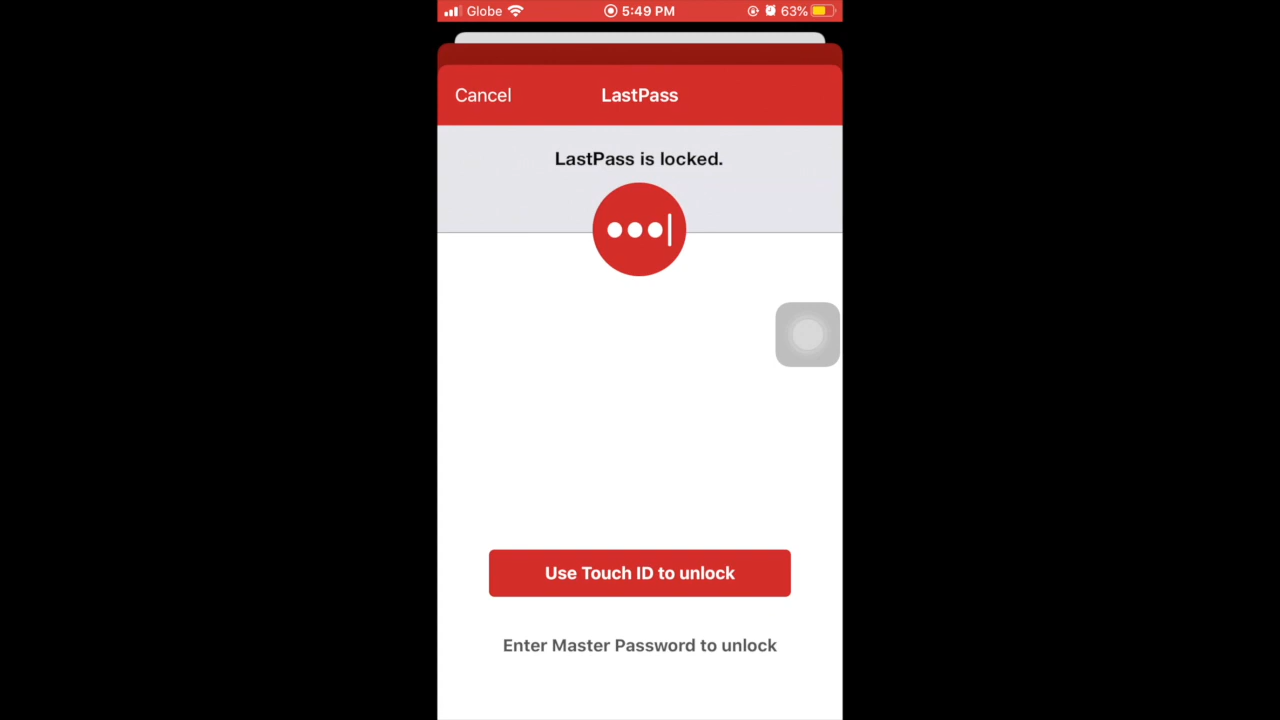 Globe 5:49 PM 63%
Cancel LastPass
LastPass is locked.
Use Touch ID to unlock
Enter Master Password to unlock